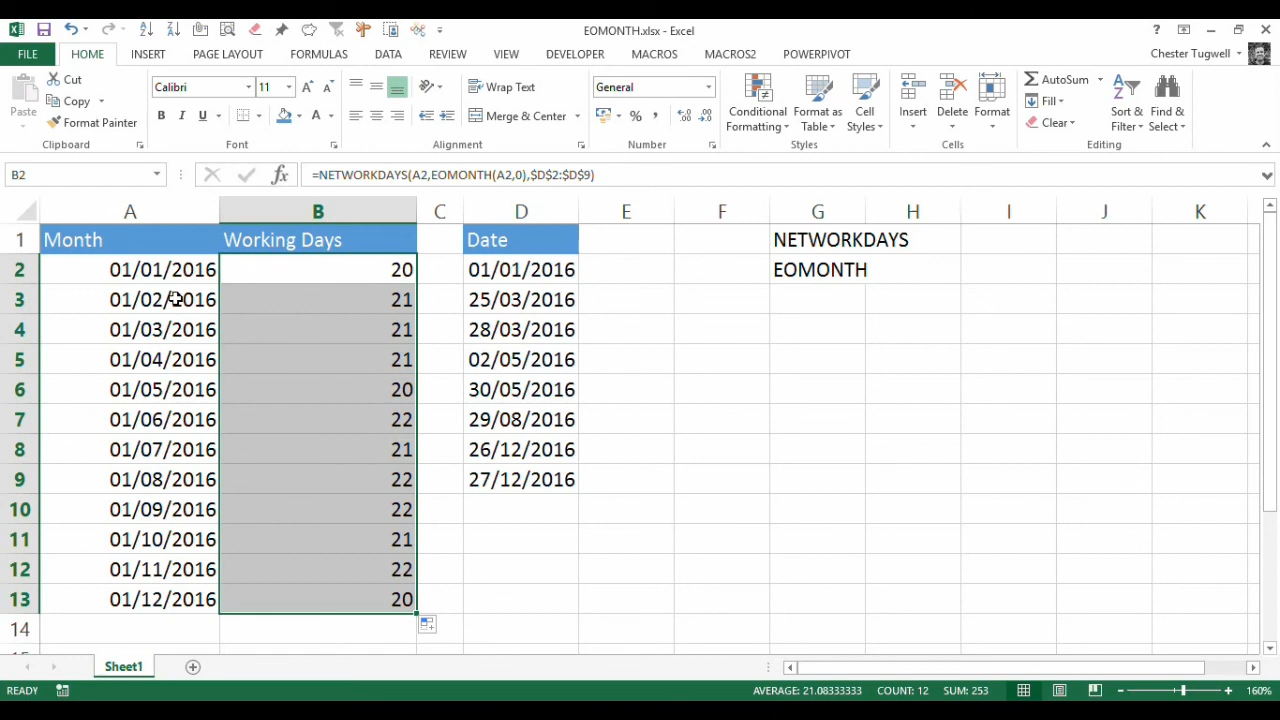 EOMONTH.xlsx - Excel
FILE HOME INSERT PAGE LAYOUT FORMULAS DATA REVIEW VIEW DEVELOPER MACROS MACROS2 POWERPIVOT Chester Tugwell
Paste Cut Copy Format Painter Clipboard
Calibri 11 B I U A Font
Wrap Text Merge & Center Alignment
General % Number
Conditional Formatting Format as Table Cell Styles Styles
Insert Delete Format Cells
AutoSum Fill Clear Sort & Filter Find & Select Editing
B2 fx =NETWORKDAYS(A2,EOMONTH(A2,0),$D$2:$D$9)
A B C D E F G H I J K
1 Month Working Days Date NETWORKDAYS
2 01/01/2016 20 01/01/2016 EOMONTH
3 01/02/2016 21 25/03/2016
4 01/03/2016 21 28/03/2016
5 01/04/2016 21 02/05/2016
6 01/05/2016 20 30/05/2016
7 01/06/2016 22 29/08/2016
8 01/07/2016 21 26/12/2016
9 01/08/2016 22 27/12/2016
10 01/09/2016 22
11 01/10/2016 21
12 01/11/2016 22
13 01/12/2016 20
14
Sheet1
READY AVERAGE: 21.08333333 COUNT: 12 SUM: 253 160%